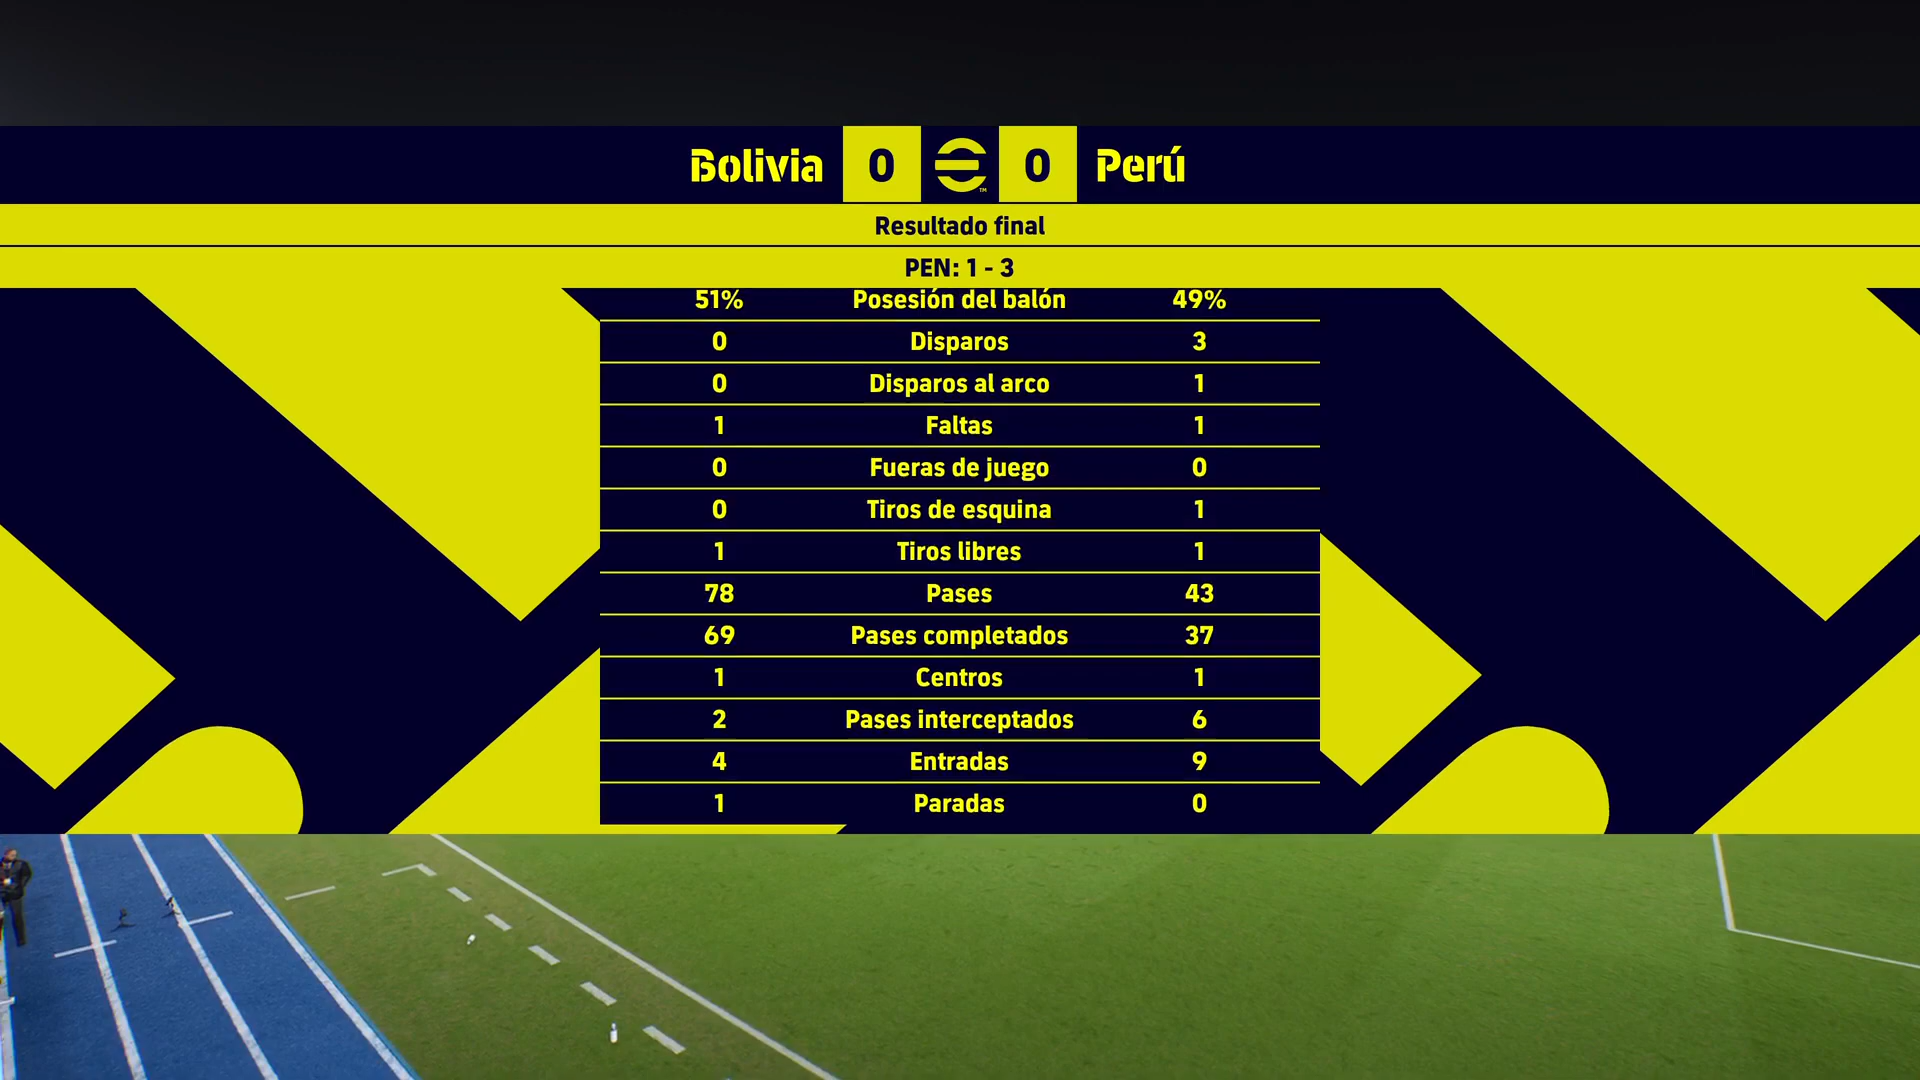 Bolivia 0 0 Perú
Resultado final
PEN: 1 - 3
51% Posesión del balón 49%
0 Disparos 3
0 Disparos al arco 1
1 Faltas 1
0 Fueras de juego 0
0 Tiros de esquina 1
1 Tiros libres 1
78 Pases 43
69 Pases completados 37
1 Centros 1
2 Pases interceptados 6
4 Entradas 9
1 Paradas 0